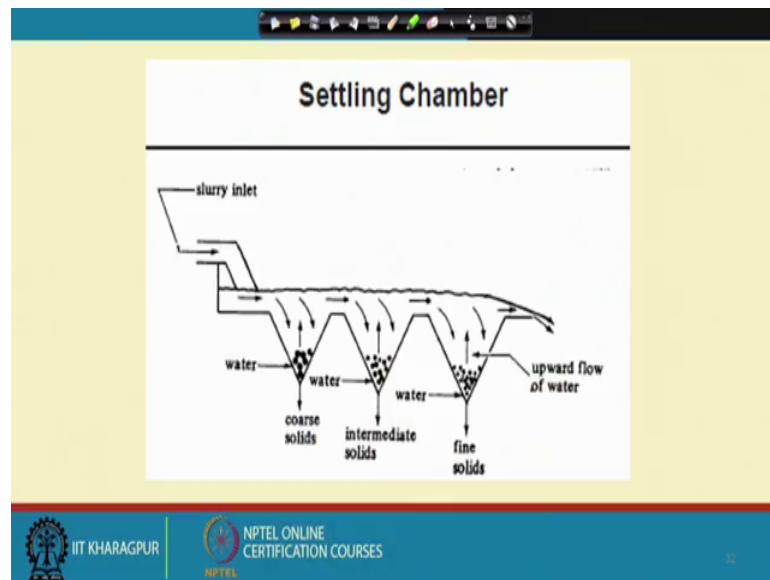 Settling Chamber
slurry inlet
water
water
water
upward flow
of water
coarse
solids
intermediate
solids
fine
solids
IIT KHARAGPUR
NPTEL
NPTEL ONLINE
CERTIFICATION COURSES
32